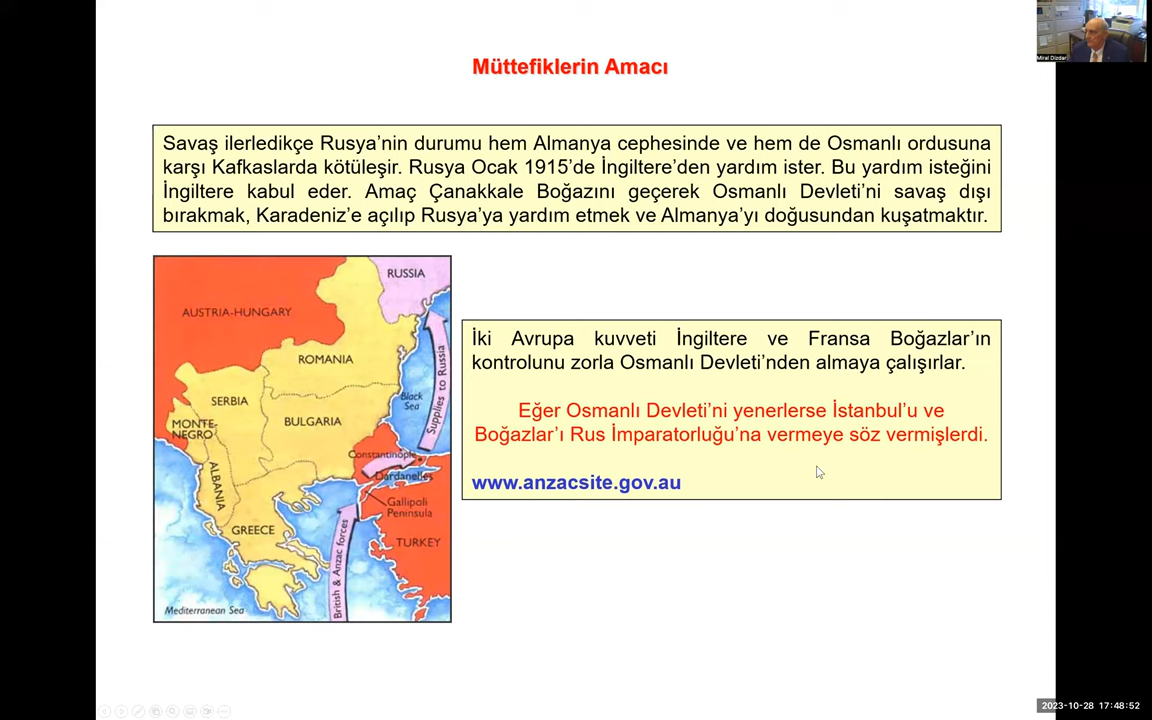 Müttefiklerin Amacı
Miral Dizdar
Savaş ilerledikçe Rusya'nin durumu hem Almanya cephesinde ve hem de Osmanlı ordusuna
karşı Kafkaslarda kötüleşir. Rusya Ocak 1915'de İngiltere'den yardım ister. Bu yardım isteğini
İngiltere kabul eder. Amaç Çanakkale Boğazını geçerek Osmanlı Devleti'ni savaş dışı
bırakmak, Karadeniz'e açılıp Rusya'ya yardım etmek ve Almanya'yı doğusundan kuşatmaktır.
RUSSIA
AUSTRIA-HUNGARY
ROMANIA
SERBIA
Black
Sea
Supplies to Russia
BULGARIA
MONTE-
NEGRO
Constantinople
ALBANIA
Dardanelles
Gallipoli
Peninsula
GREECE
TURKEY
British & Anzac forces
Mediterranean Sea
İki Avrupa kuvveti İngiltere ve Fransa Boğazlar'ın
kontrolunu zorla Osmanlı Devleti'nden almaya çalışırlar.
Eğer Osmanlı Devleti'ni yenerlerse İstanbul'u ve
Boğazlar'ı Rus İmparatorluğu'na vermeye söz vermişlerdi.
www.anzacsite.gov.au
2023-10-28 17:48:52